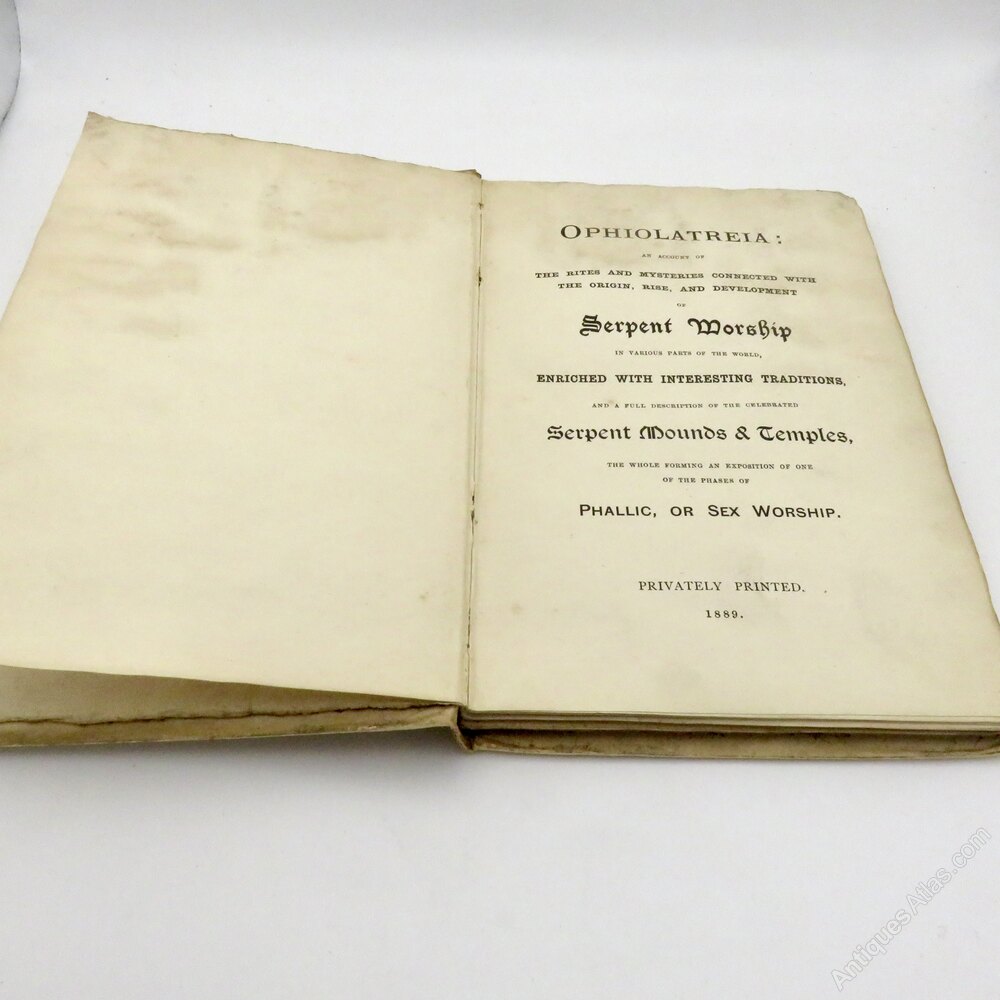 OPHIOLATREIA:
AN ACCOUNT OF
THE RITES AND MYSTERIES CONNECTED WITH
THE ORIGIN, RISE, AND DEVELOPMENT
OF
Serpent Worship
IN VARIOUS PARTS OF THE WORLD,
ENRICHED WITH INTERESTING TRADITIONS,
AND A FULL DESCRIPTION OF THE CELEBRATED
Serpent Mounds & Temples,
THE WHOLE FORMING AN EXPOSITION OF ONE
OF THE PHASES OF
PHALLIC, OR SEX WORSHIP.
PRIVATELY PRINTED.
1889.
AntiquesAtlas.com